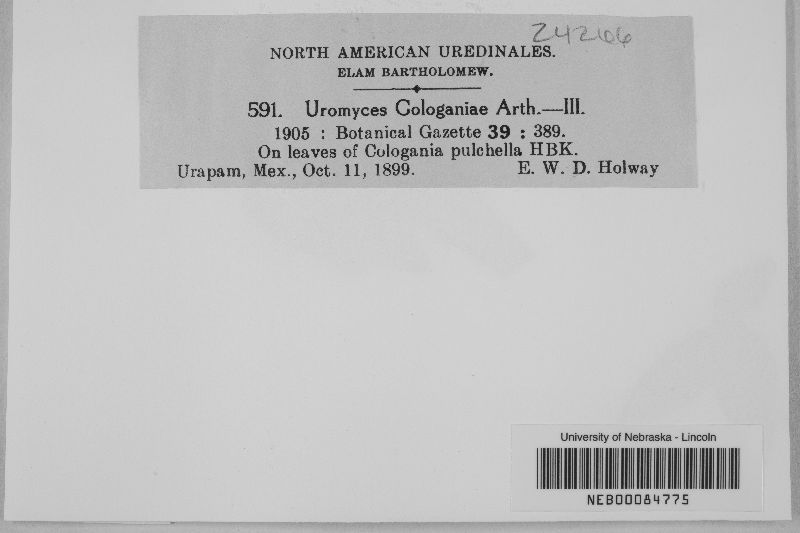 24266
NORTH AMERICAN UREDINALES.
ELAM BARTHOLOMEW.
591. Uromyces Cologaniae Arth.—III.
1905 : Botanical Gazette 39 : 389.
On leaves of Cologania pulchella HBK.
Urapam, Mex., Oct. 11, 1899. E. W. D. Holway
University of Nebraska - Lincoln
NEB00084775